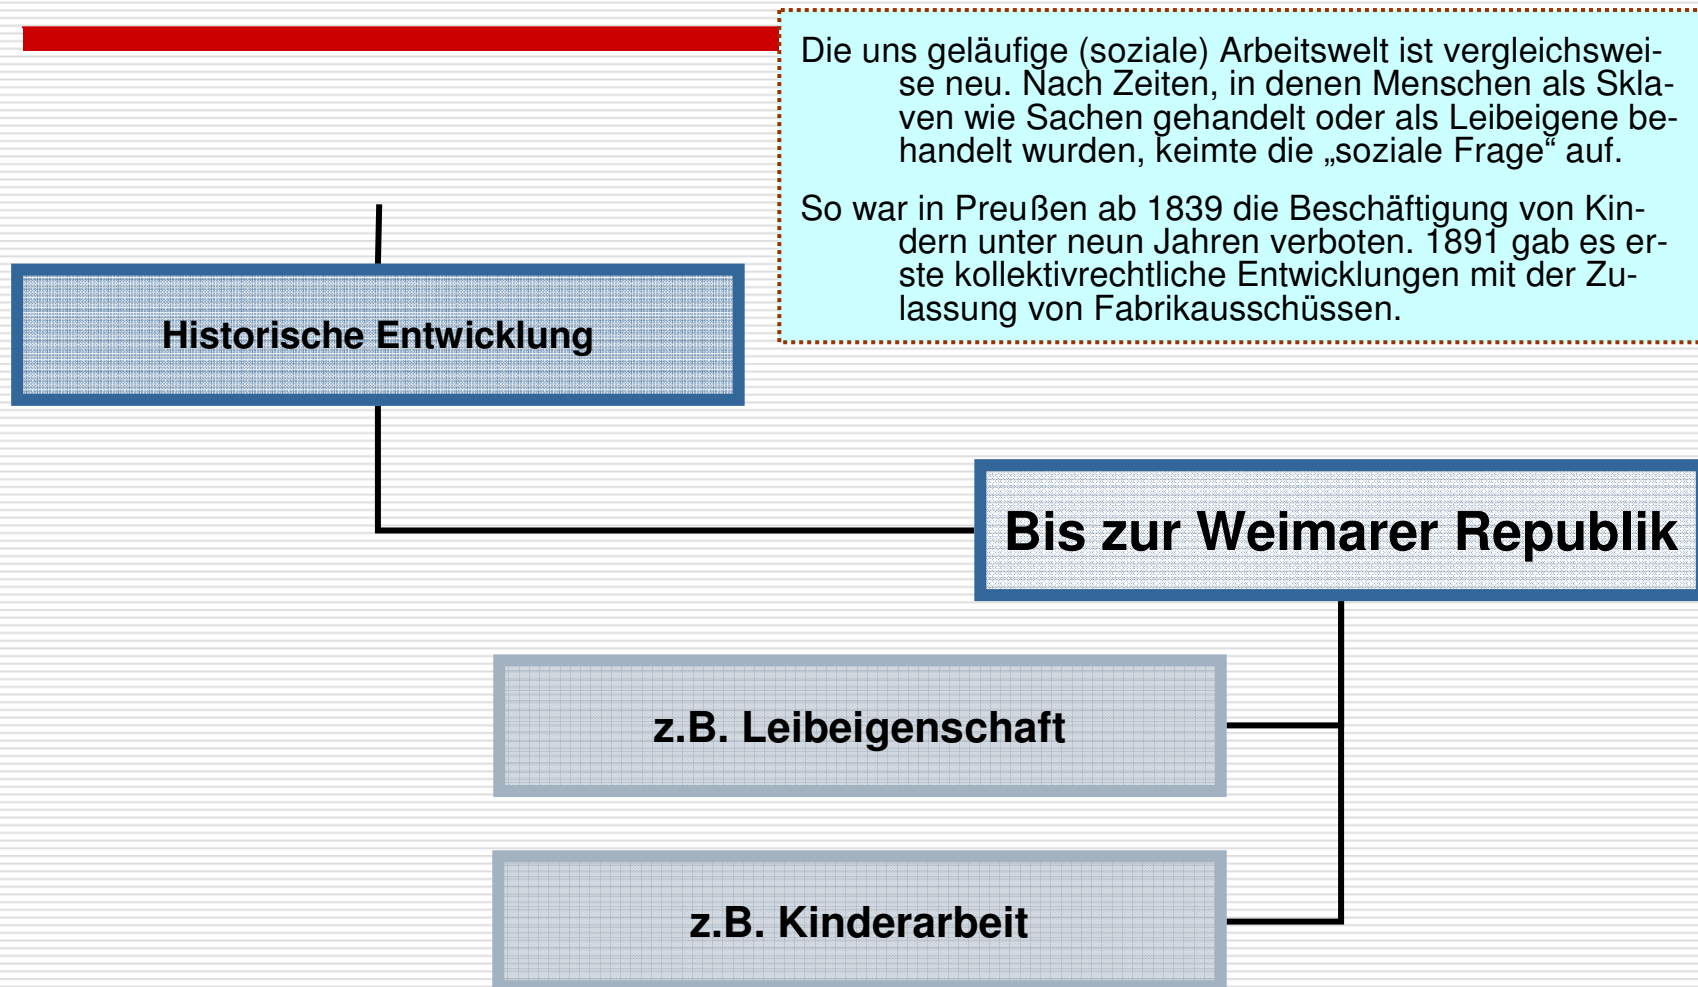 Die uns geläufige (soziale) Arbeitswelt ist vergleichswei-
se neu. Nach Zeiten, in denen Menschen als Skla-
ven wie Sachen gehandelt oder als Leibeigene be-
handelt wurden, keimte die „soziale Frage“ auf.
So war in Preußen ab 1839 die Beschäftigung von Kin-
dern unter neun Jahren verboten. 1891 gab es er-
ste kollektivrechtliche Entwicklungen mit der Zu-
lassung von Fabrikausschüssen.
Historische Entwicklung
Bis zur Weimarer Republik
z.B. Leibeigenschaft
z.B. Kinderarbeit